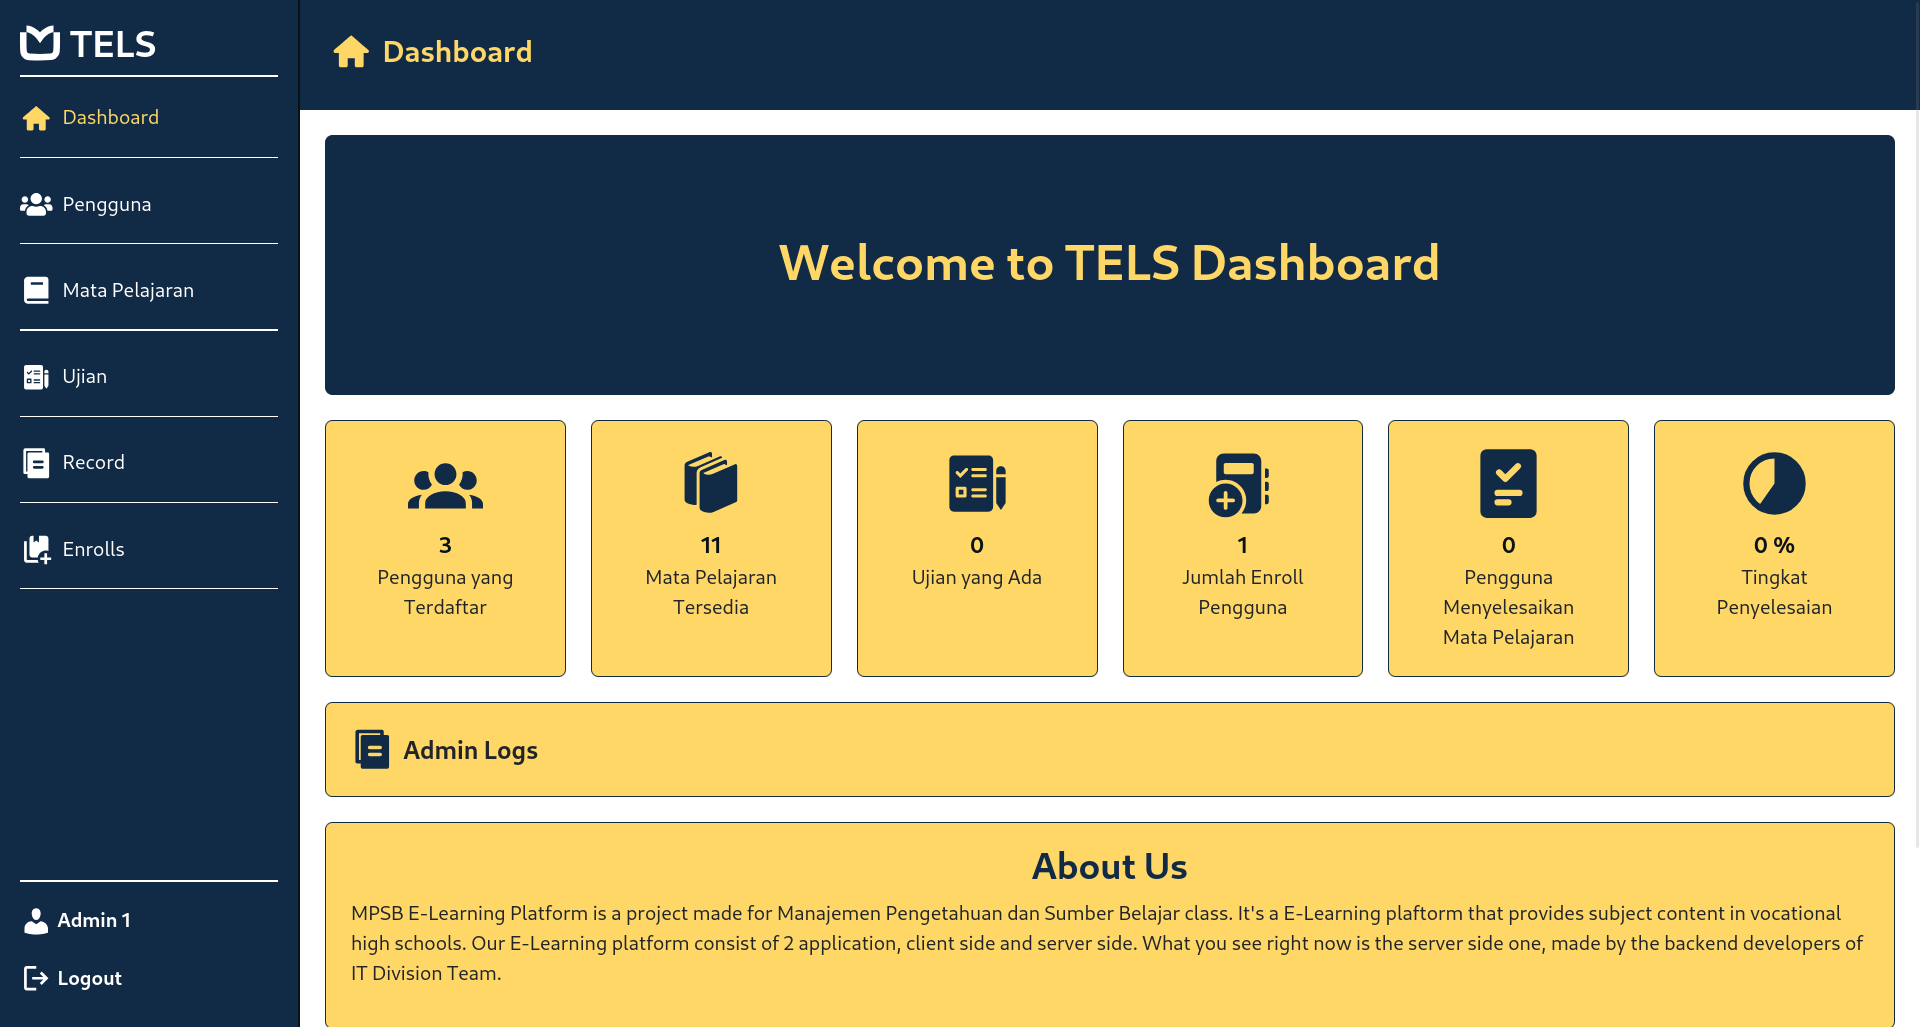 TELS
Dashboard
Pengguna
Mata Pelajaran
Ujian
Record
Enrolls
Admin 1
Logout
Dashboard
Welcome to TELS Dashboard
3
Pengguna yang
Terdaftar
11
Mata Pelajaran
Tersedia
0
Ujian yang Ada
1
Jumlah Enroll
Pengguna
0
Pengguna
Menyelesaikan
Mata Pelajaran
0 %
Tingkat
Penyelesaian
Admin Logs
About Us
MPSB E-Learning Platform is a project made for Manajemen Pengetahuan dan Sumber Belajar class. It's a E-Learning plaftorm that provides subject content in vocational
high schools. Our E-Learning platform consist of 2 application, client side and server side. What you see right now is the server side one, made by the backend developers of
IT Division Team.